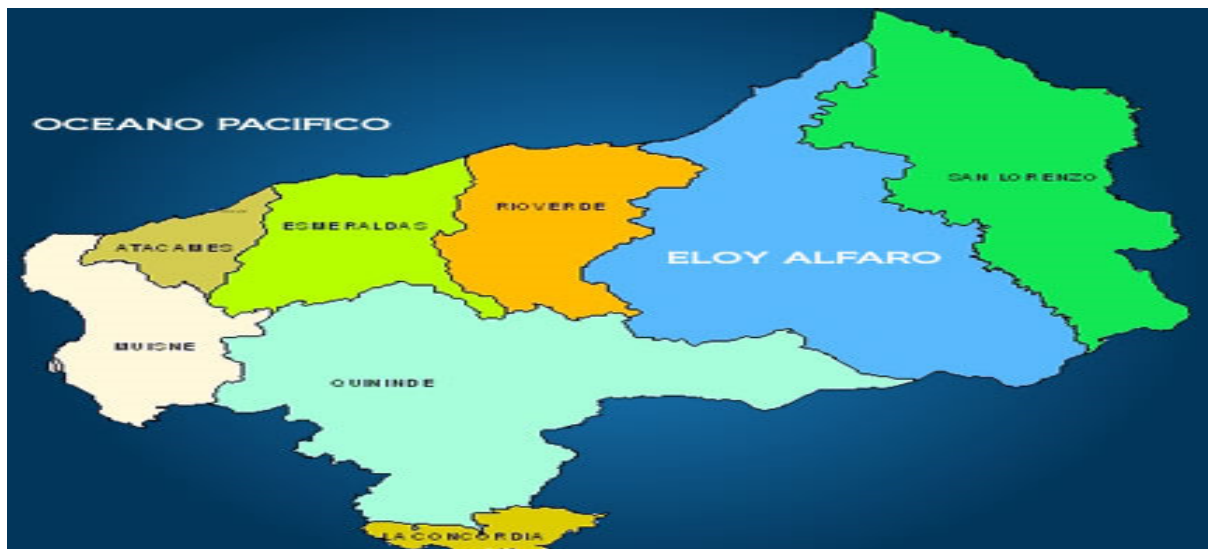 OCEANO PACIFICO
SAN LORENZO
RIOVERDE
ESMERALDAS
ATACAMES
ELOY ALFARO
MUISNE
QUININDE
LA CONCORDIA